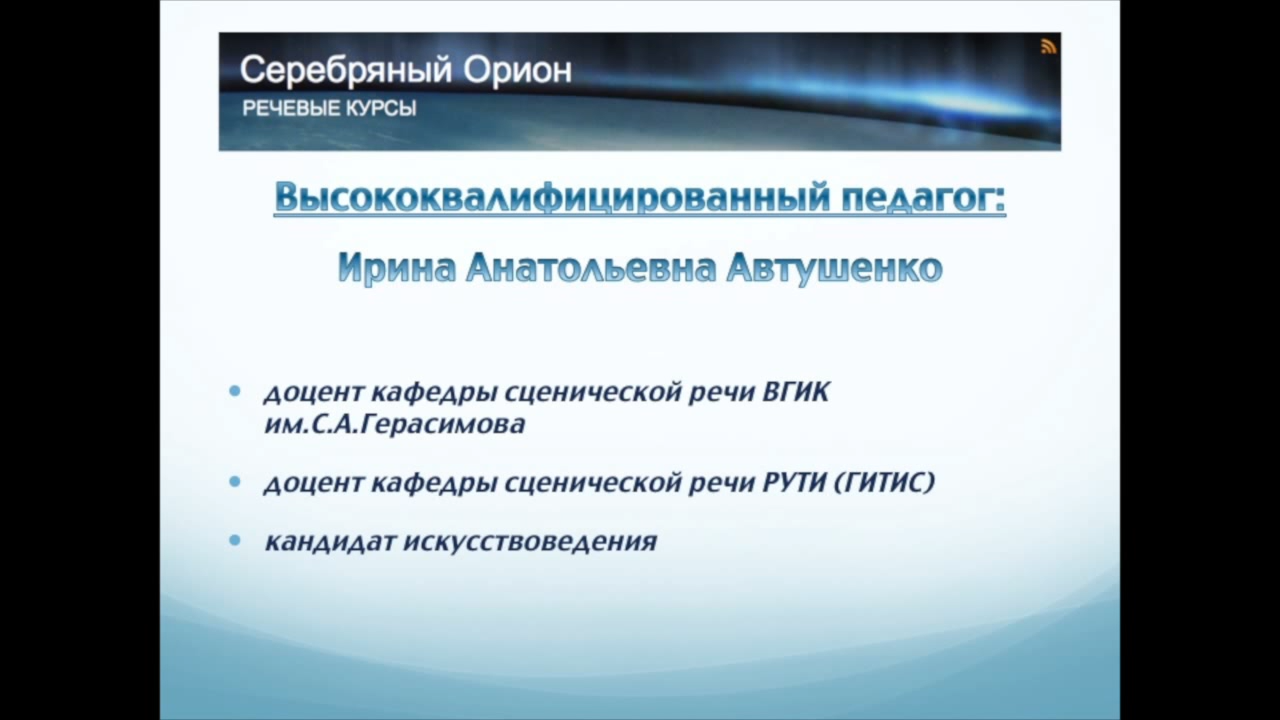 Серебряный Орион
РЕЧЕВЫЕ КУРСЫ
Высококвалифицированный педагог:
Ирина Анатольевна Автушенко
доцент кафедры сценической речи ВГИК
им.С.А.Герасимова
доцент кафедры сценической речи РУТИ (ГИТИС)
кандидат искусствоведения